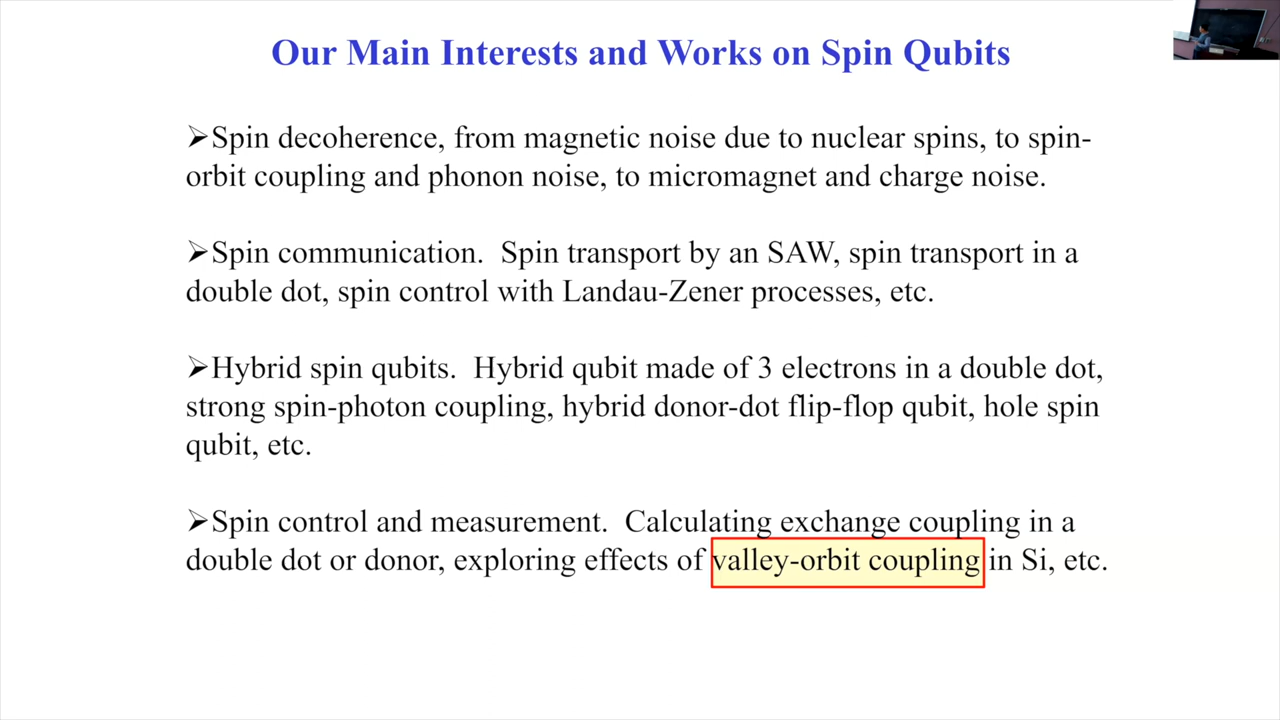 Our Main Interests and Works on Spin Qubits
➢Spin decoherence, from magnetic noise due to nuclear spins, to spin-
orbit coupling and phonon noise, to micromagnet and charge noise.
➢Spin communication.  Spin transport by an SAW, spin transport in a
double dot, spin control with Landau-Zener processes, etc.
➢Hybrid spin qubits.  Hybrid qubit made of 3 electrons in a double dot,
strong spin-photon coupling, hybrid donor-dot flip-flop qubit, hole spin
qubit, etc.
➢Spin control and measurement.  Calculating exchange coupling in a
double dot or donor, exploring effects of valley-orbit coupling in Si, etc.